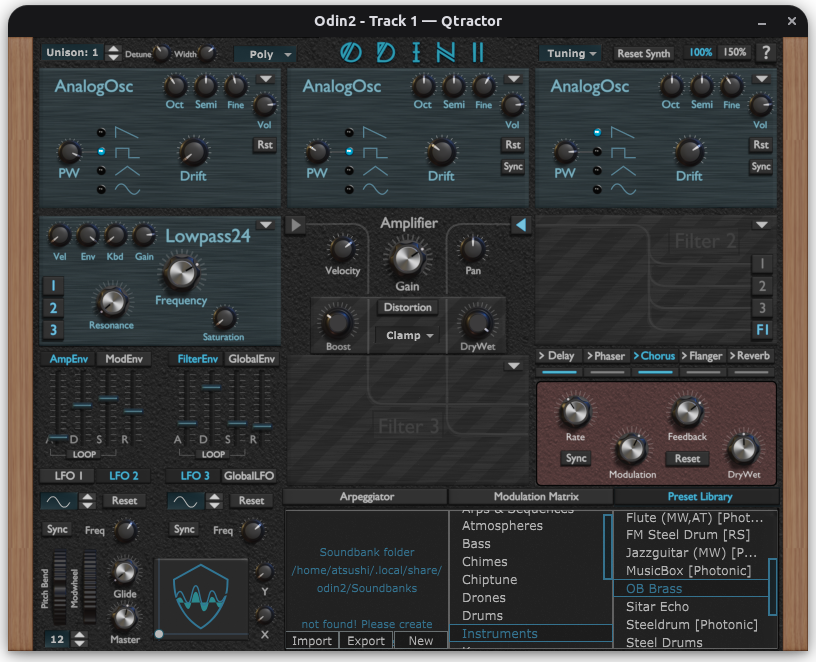 Odin2 - Track 1 — Qtractor
Unison: 1 Detune Width Poly ODIN II Tuning Reset Synth 100% 150% ?
AnalogOsc Oct Semi Fine
Vol
Rst
PW Drift
AnalogOsc Oct Semi Fine
Vol
Rst
Sync
PW Drift
AnalogOsc Oct Semi Fine
Vol
Rst
Sync
PW Drift
Vel Env Kbd Gain Lowpass24
1
2
3
Frequency
Resonance
Saturation
Amplifier
Velocity Gain Pan
Distortion
Clamp
Boost DryWet
Filter 2
1
2
3
F1
AmpEnv ModEnv FilterEnv GlobalEnv
A D S R
LOOP
A D S R
LOOP
Filter 3
> Delay > Phaser > Chorus > Flanger > Reverb
Rate Feedback
Sync Reset
Modulation DryWet
LFO 1 LFO 2 LFO 3 GlobalLFO
Reset Reset
Sync Freq Sync Freq
Pitch Bend Modwheel Glide
Master
12
Y
X
Arpeggiator Modulation Matrix Preset Library
Soundbank folder
/home/atsushi/.local/share/
odin2/Soundbanks
not found! Please create
Import Export New
Arps & Sequences
Atmospheres
Bass
Chimes
Chiptune
Drones
Drums
Instruments
Flute (MW,AT) [Phot...
FM Steel Drum [RS]
Jazzguitar (MW) [P...
MusicBox [Photonic]
OB Brass
Sitar Echo
Steeldrum [Photonic]
Steel Drums